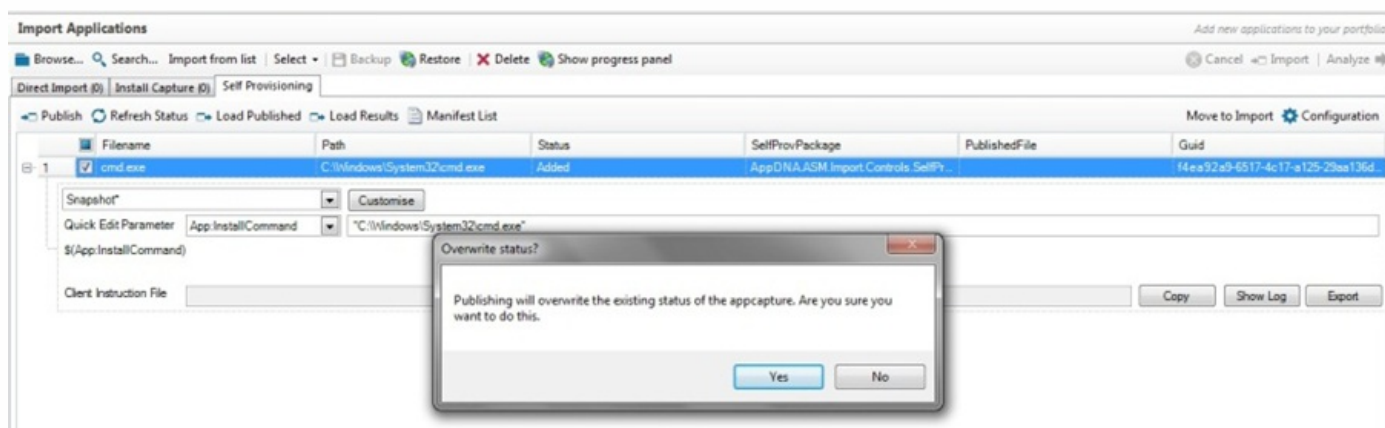 Import Applications
Add new applications to your portfolio
Browse... Search... Import from list Select Backup Restore Delete Show progress panel
Cancel Import Analyze
Direct Import (0) Install Capture (0) Self Provisioning
Publish Refresh Status Load Published Load Results Manifest List
Move to Import Configuration
Filename Path Status SelfProvPackage PublishedFile Guid
1 cmd.exe C:\Windows\System32\cmd.exe Added AppDNA.ASM.Import.Controls.SelfPr... f4ea92a9-6517-4c17-a125-29aa136d...
Snapshot* Customise
Quick Edit Parameter App:InstallCommand "C:\Windows\System32\cmd.exe"
$(App:InstallCommand)
Overwrite status?
Publishing will overwrite the existing status of the appcapture. Are you sure you
want to do this.
Client Instruction File
Copy Show Log Export
Yes No